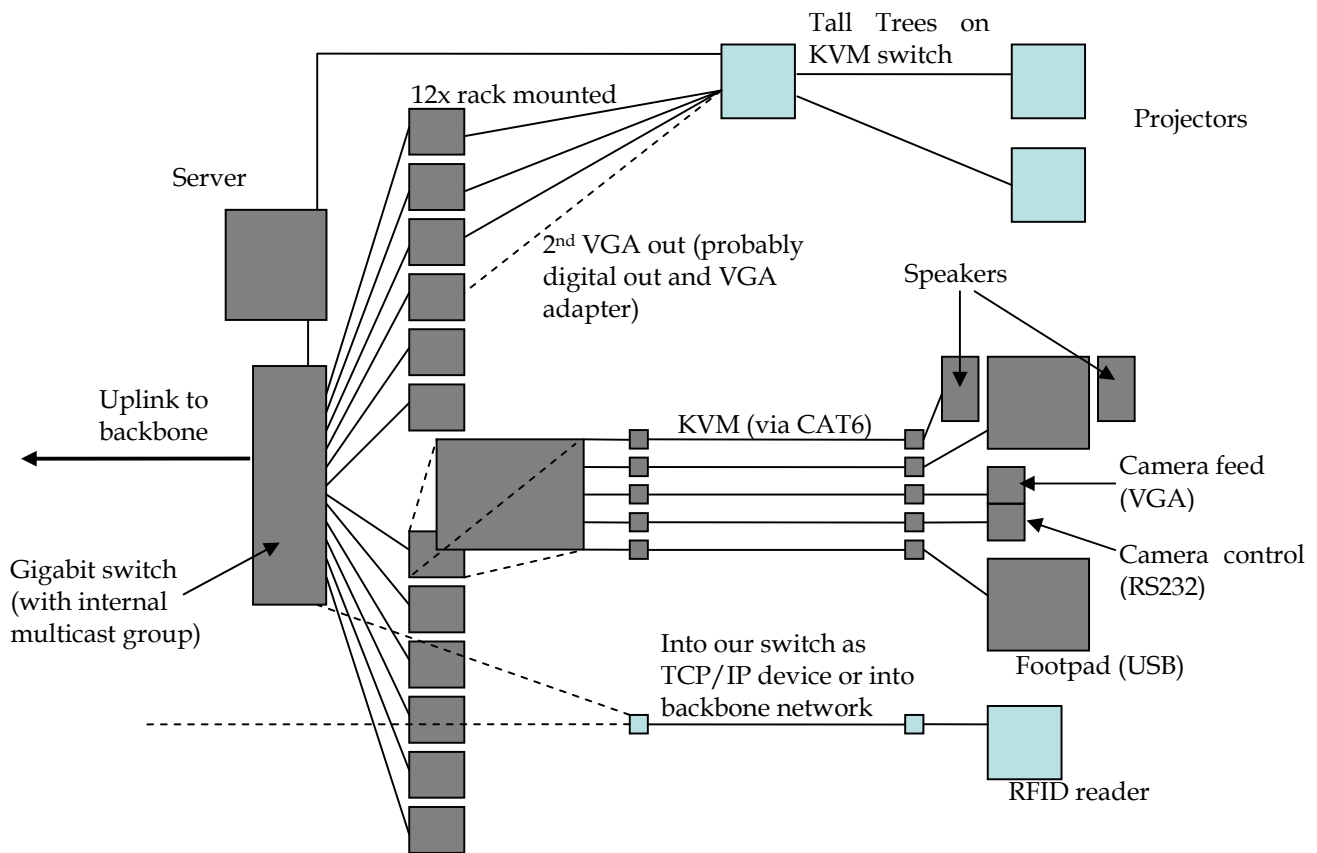 Tall Trees on
KVM switch
12x rack mounted
Projectors
Server
2nd VGA out (probably
digital out and VGA
adapter)
Speakers
Uplink to
backbone
KVM (via CAT6)
Camera feed
(VGA)
Camera control
(RS232)
Gigabit switch
(with internal
multicast group)
Into our switch as
TCP/IP device or into
backbone network
Footpad (USB)
RFID reader